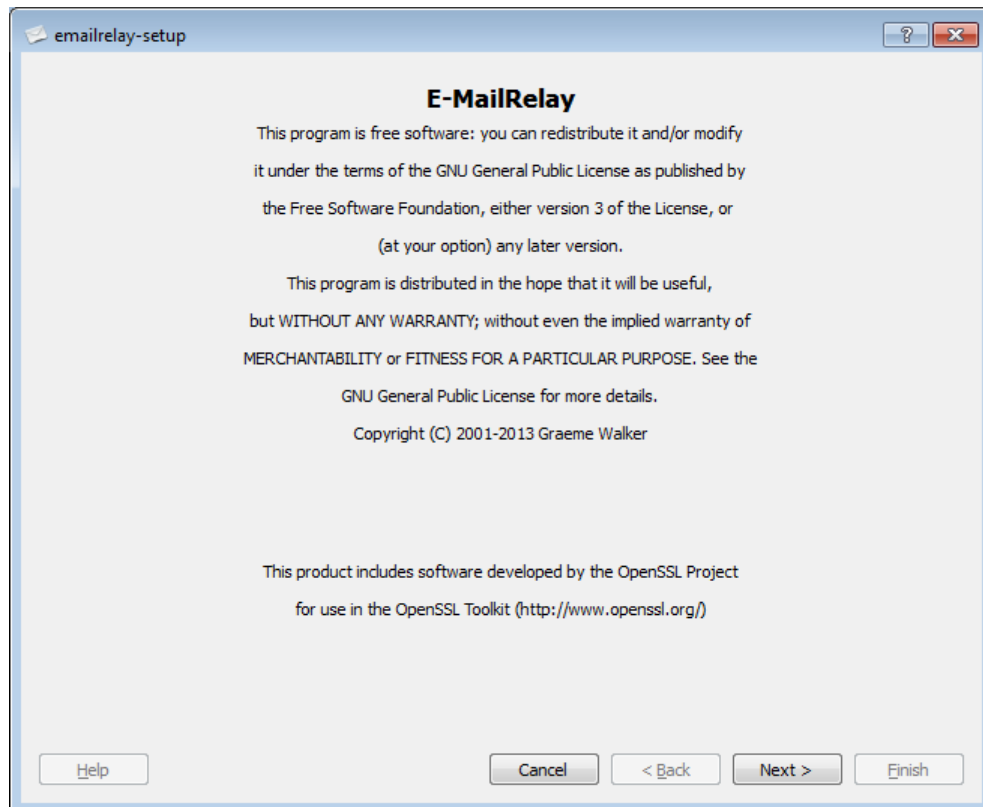 emailrelay-setup
E-MailRelay
This program is free software: you can redistribute it and/or modify
it under the terms of the GNU General Public License as published by
the Free Software Foundation, either version 3 of the License, or
(at your option) any later version.
This program is distributed in the hope that it will be useful,
but WITHOUT ANY WARRANTY; without even the implied warranty of
MERCHANTABILITY or FITNESS FOR A PARTICULAR PURPOSE. See the
GNU General Public License for more details.
Copyright (C) 2001-2013 Graeme Walker
This product includes software developed by the OpenSSL Project
for use in the OpenSSL Toolkit (http://www.openssl.org/)
Help Cancel < Back Next > Finish